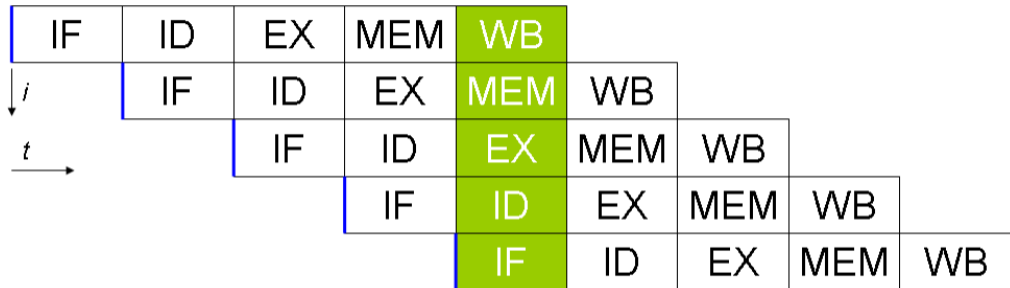 IF ID EX MEM WB
i IF ID EX MEM WB
t IF ID EX MEM WB
IF ID EX MEM WB
IF ID EX MEM WB